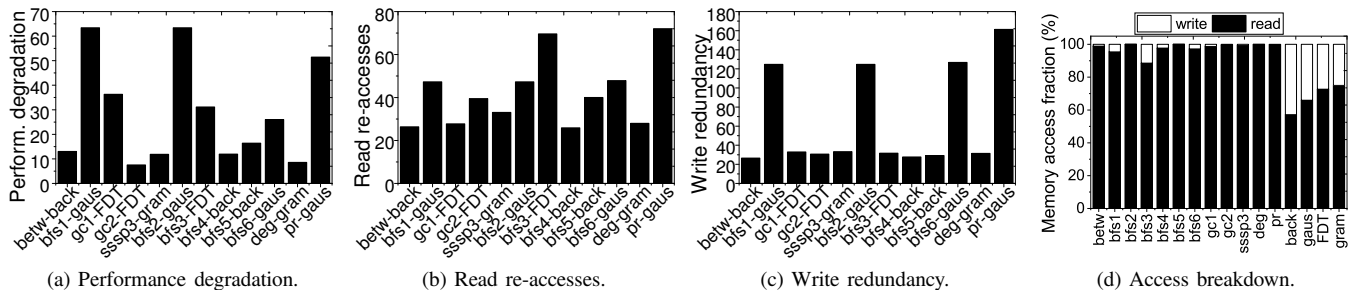 Perform. degradation
70
60
50
40
30
20
10
0
betw-back
bfs1-gaus
gc1-FDT
gc2-FDT
sssp3-gram
bfs2-gaus
bfs3-FDT
bfs4-back
bfs5-back
bfs6-gaus
deg-gram
pr-gaus
(a) Performance degradation.
Read re-accesses
80
60
40
20
0
betw-back
bfs1-gaus
gc1-FDT
gc2-FDT
sssp3-gram
bfs2-gaus
bfs3-FDT
bfs4-back
bfs5-back
bfs6-gaus
deg-gram
pr-gaus
(b) Read re-accesses.
Write redundancy
180
160
140
120
100
80
60
40
20
0
betw-back
bfs1-gaus
gc1-FDT
gc2-FDT
sssp3-gram
bfs2-gaus
bfs3-FDT
bfs4-back
bfs5-back
bfs6-gaus
deg-gram
pr-gaus
(c) Write redundancy.
write read
Memory access fraction (%)
100
80
60
40
20
0
betw
bfs1
bfs2
bfs3
bfs4
bfs5
bfs6
gc1
gc2
sssp3
deg
pr
back
gaus
FDT
gram
(d) Access breakdown.